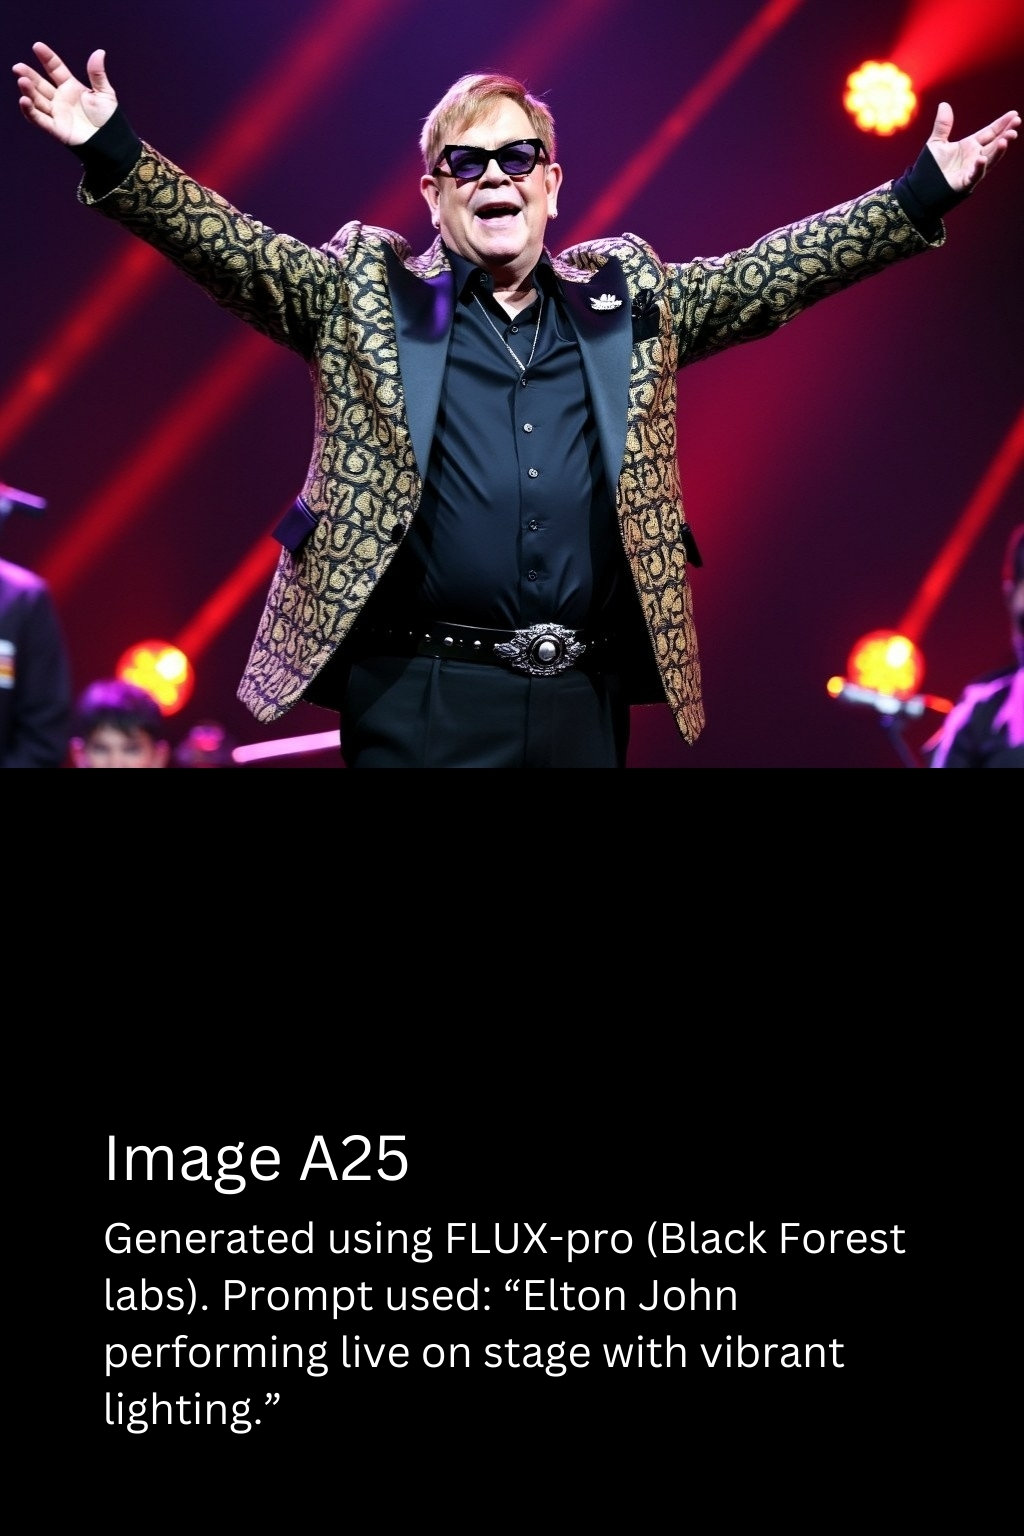 Image A25
Generated using FLUX-pro (Black Forest
labs). Prompt used: “Elton John
performing live on stage with vibrant
lighting.”